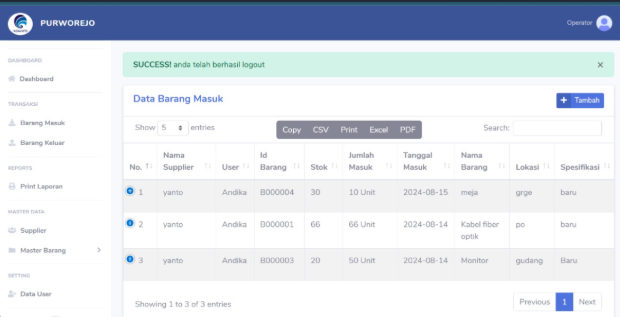 PURWOREJO
Operator
DASHBOARD
Dashboard
TRANSAKSI
Barang Masuk
Barang Keluar
REPORTS
Print Laporan
MASTER DATA
Supplier
Master Barang
SETTING
Data User
SUCCESS! anda telah berhasil logout ×
Data Barang Masuk
+ Tambah
Show 5 entries
Copy CSV Print Excel PDF
Search:
No. Nama Supplier User Id Barang Stok Jumlah Masuk Tanggal Masuk Nama Barang Lokasi Spesifikasi
1 yanto Andika B000004 30 10 Unit 2024-08-15 meja grge baru
2 yanto Andika B000001 66 66 Unit 2024-08-14 Kabel fiber optik po baru
3 yanto Andika B000003 20 50 Unit 2024-08-14 Monitor gudang Baru
Showing 1 to 3 of 3 entries
Previous 1 Next